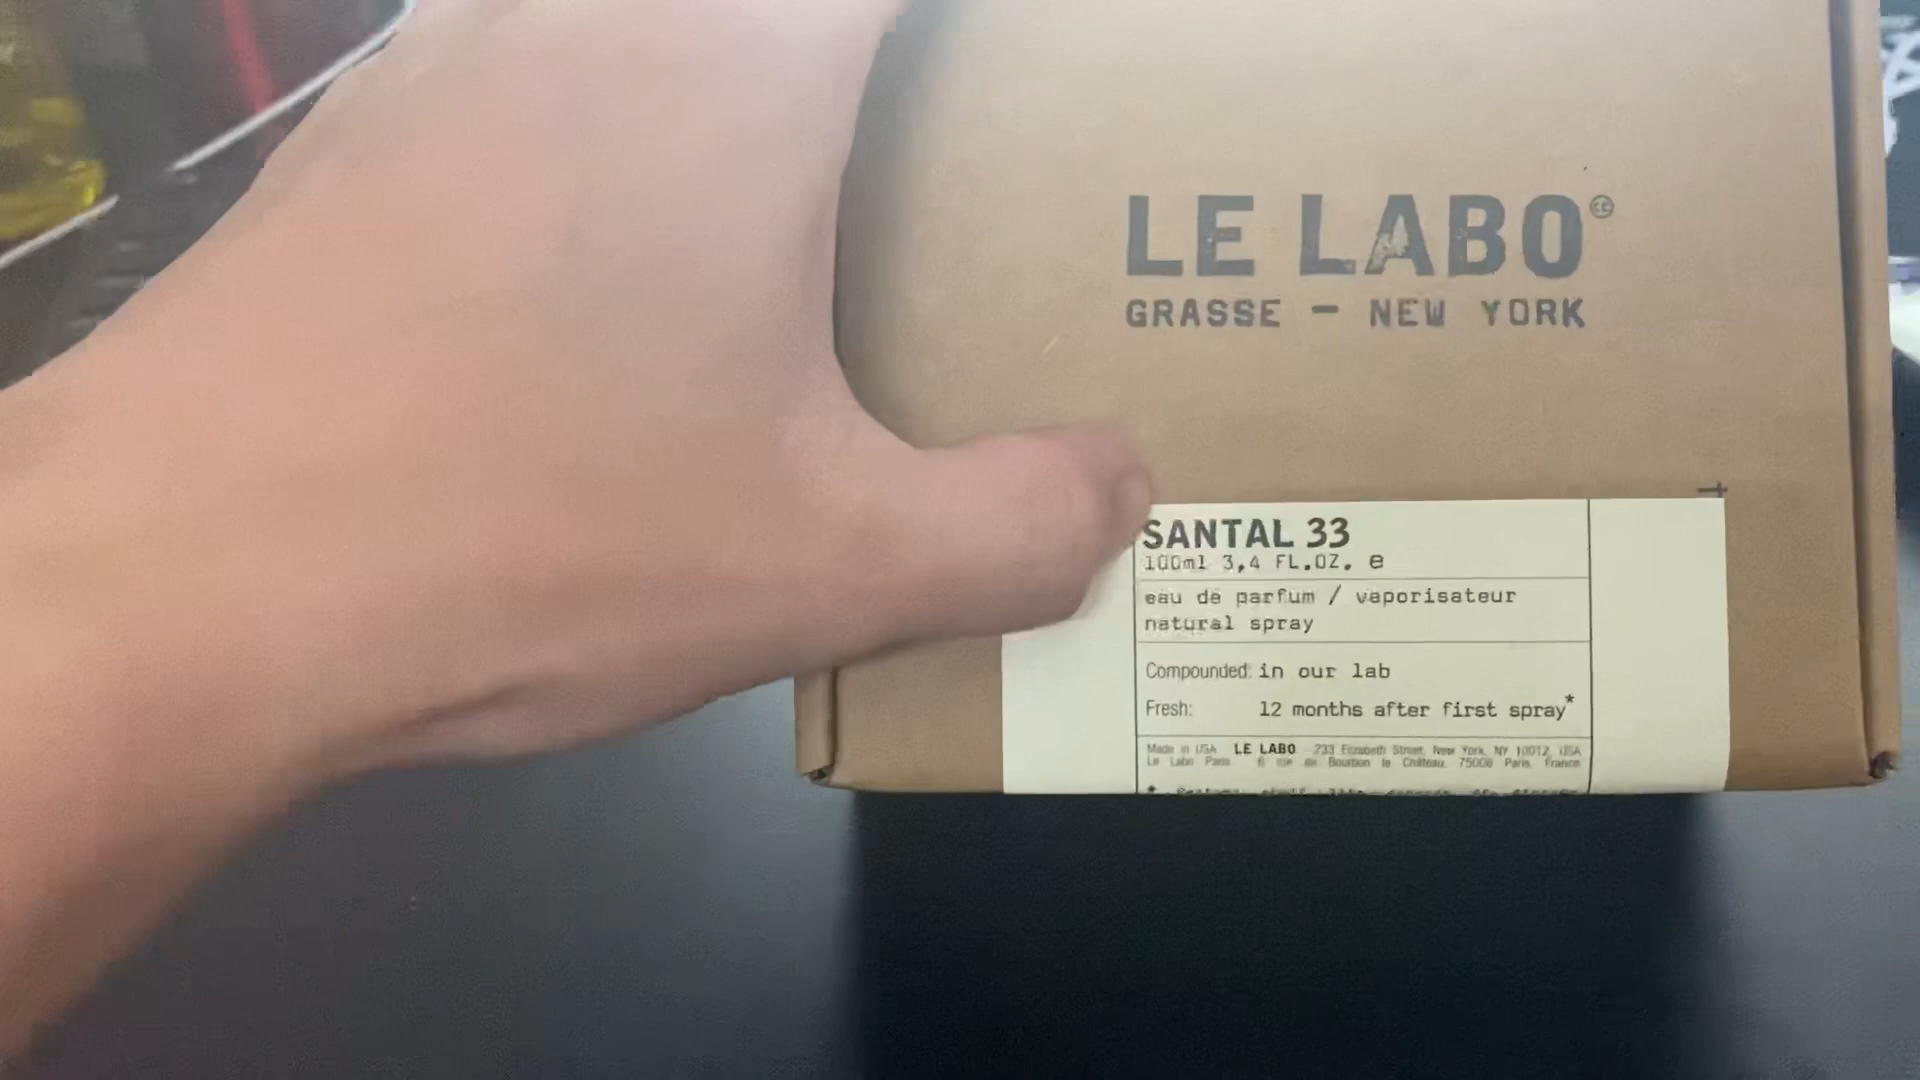 LE LABO
GRASSE — NEW YORK
SANTAL 33
100ml 3,4 FL.OZ. e
eau de parfum / vaporisateur
natural spray
Compounded: in our lab
Fresh: 12 months after first spray*
Made in USA LE LABO 233 Elizabeth Street, New York, NY 10012, USA
Le Labo Paris 6 rue de Bourbon le Château, 75006 Paris, France